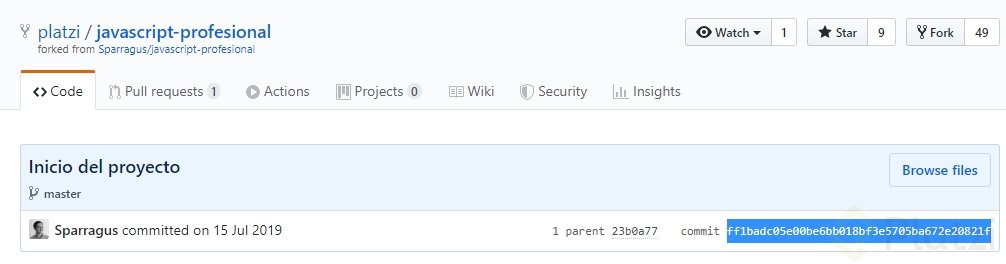 platzi / javascript-profesional
forked from Sparragus/javascript-profesional
Watch 1 Star 9 Fork 49
Code Pull requests 1 Actions Projects 0 Wiki Security Insights
Inicio del proyecto
Browse files
master
Sparragus committed on 15 Jul 2019 1 parent 23b0a77 commit ff1badc05e00be6bb018bf3e5705ba672e20821f
Platzi